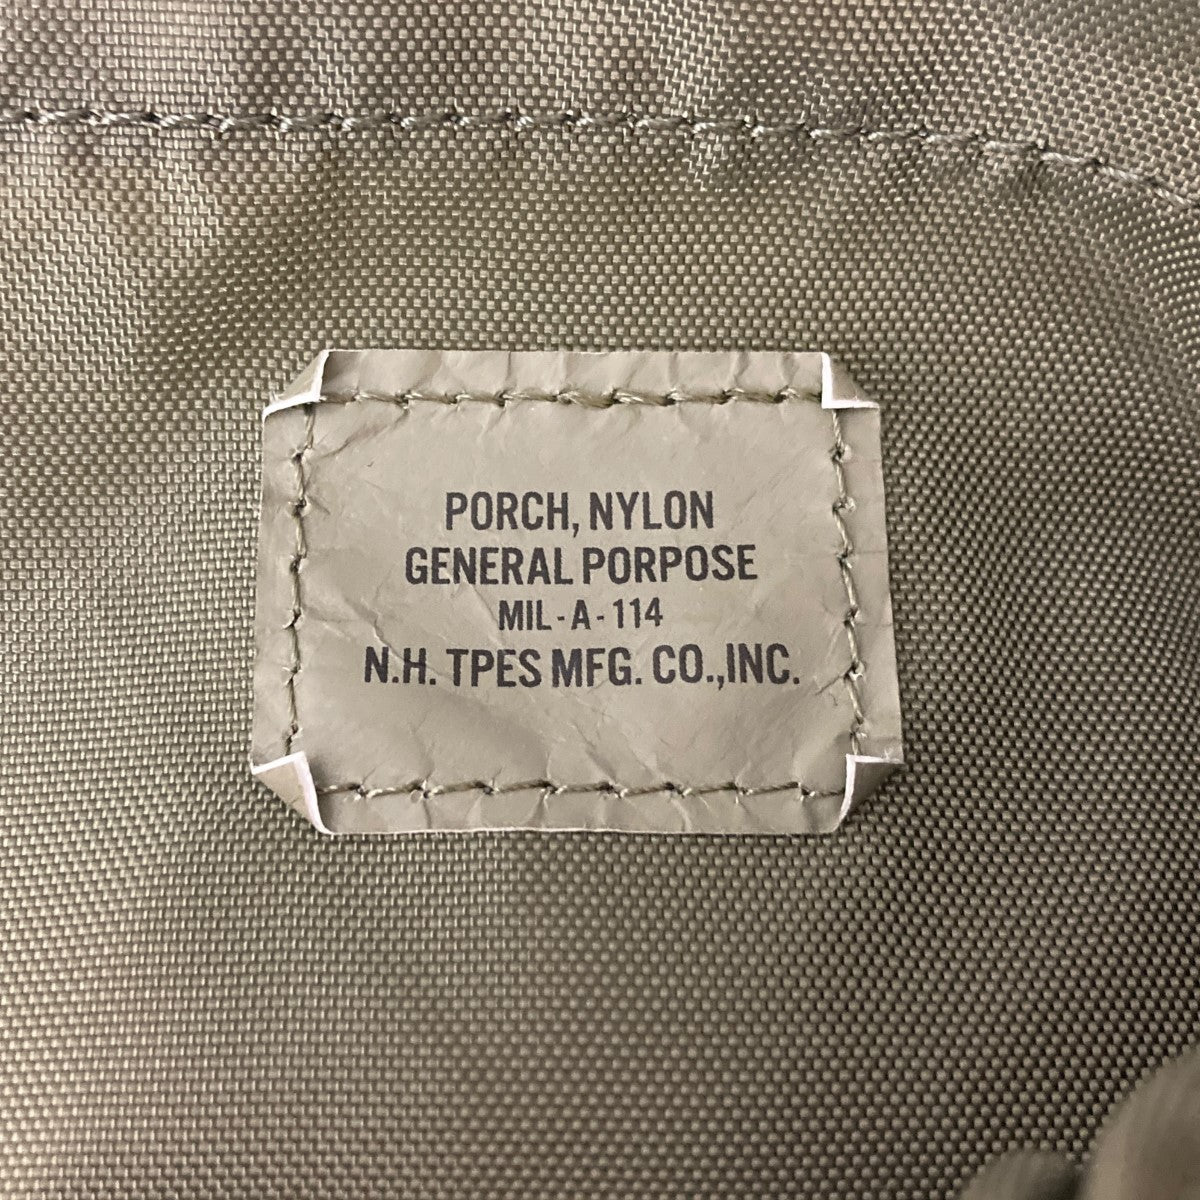 PORCH, NYLON
GENERAL PORPOSE
MIL-A-114
N.H. TPES MFG. CO.,INC.